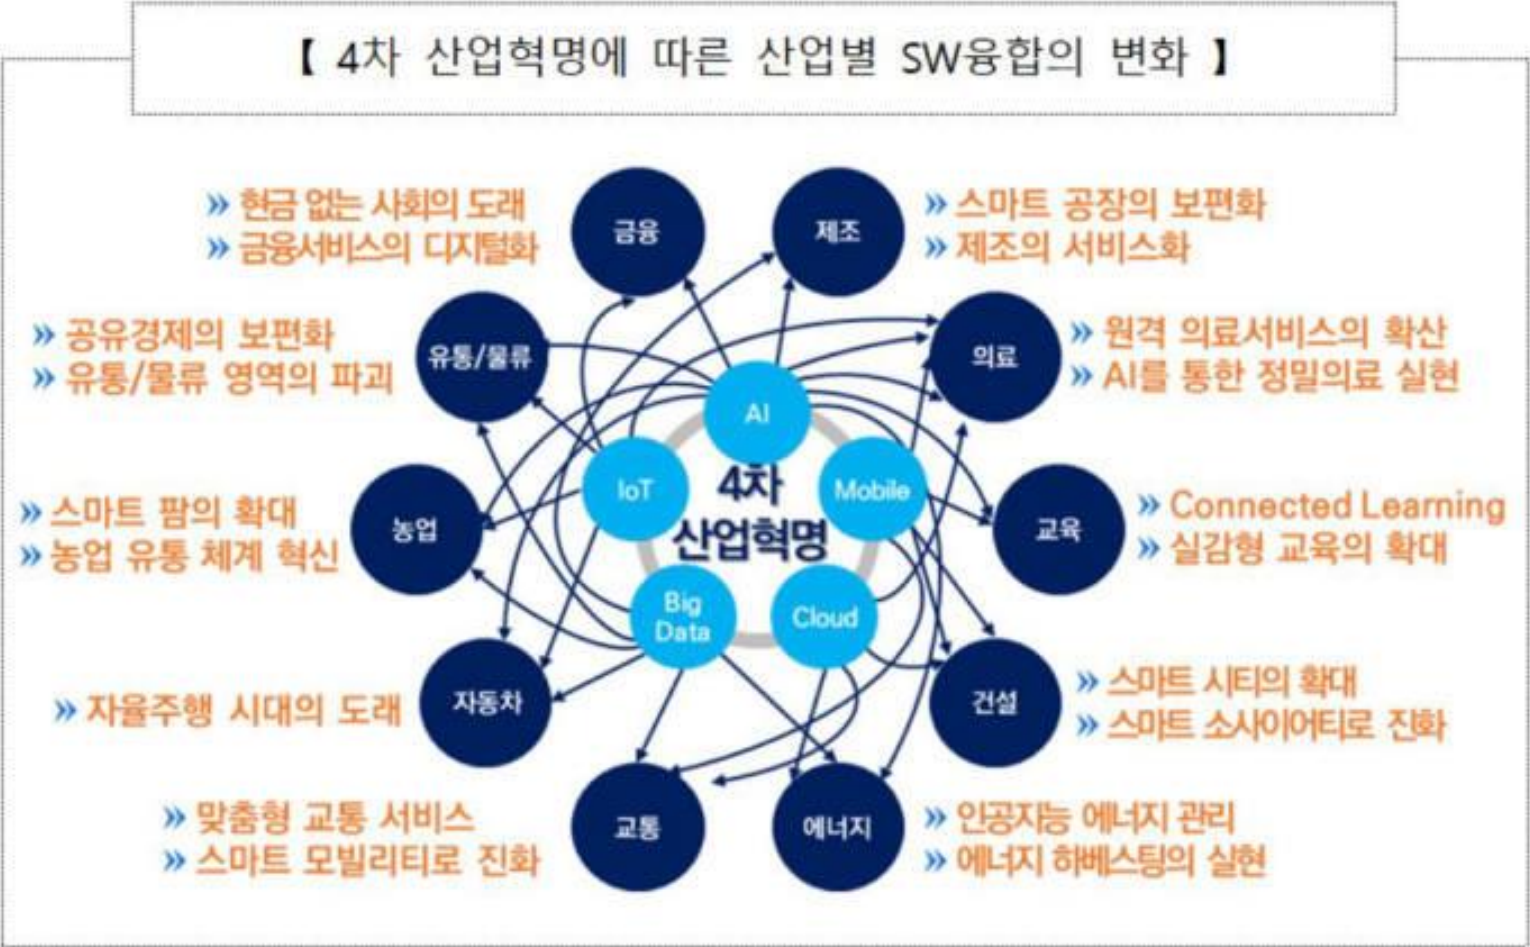 【 4차 산업혁명에 따른 산업별 SW융합의 변화 】
» 현금 없는 사회의 도래
» 금융서비스의 디지털화
금융
제조
» 스마트 공장의 보편화
» 제조의 서비스화
» 공유경제의 보편화
» 유통/물류 영역의 파괴
유통/물류
의료
» 원격 의료서비스의 확산
» AI를 통한 정밀의료 실현
AI
IoT
4차
산업혁명
Mobile
» 스마트 팜의 확대
» 농업 유통 체계 혁신
농업
교육
» Connected Learning
» 실감형 교육의 확대
Big
Data
Cloud
» 자율주행 시대의 도래
자동차
건설
» 스마트 시티의 확대
» 스마트 소사이어티로 진화
» 맞춤형 교통 서비스
» 스마트 모빌리티로 진화
교통
에너지
» 인공지능 에너지 관리
» 에너지 하베스팅의 실현